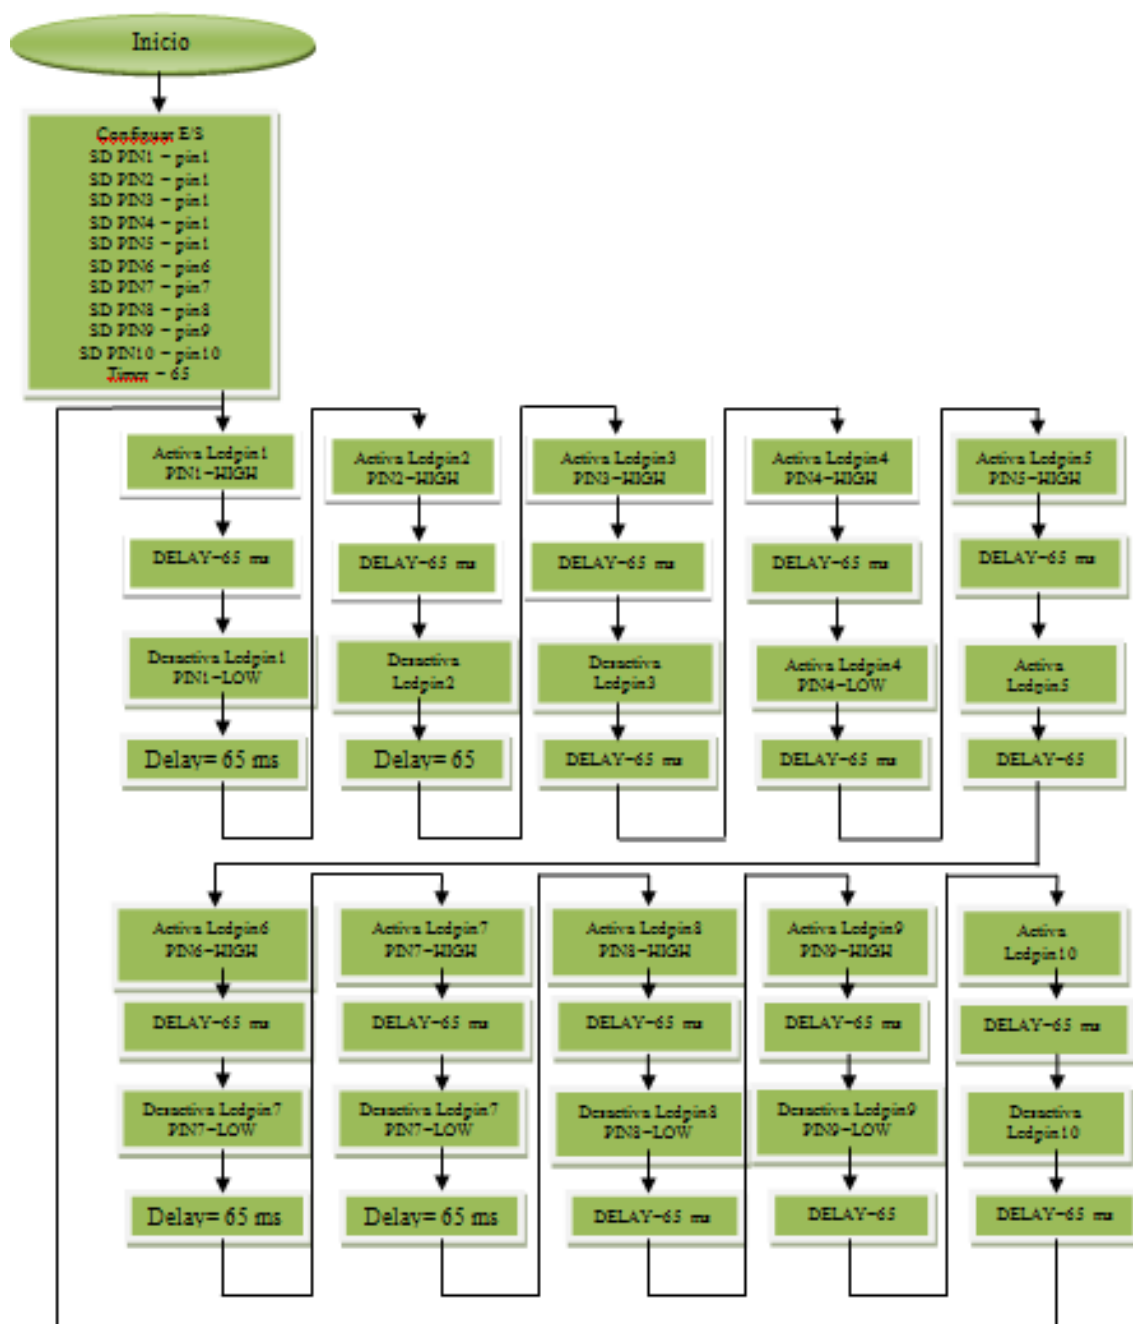 Inicio
Configuar E/S
SD PIN1 = pin1
SD PIN2 = pin1
SD PIN3 = pin1
SD PIN4 = pin1
SD PIN5 = pin1
SD PIN6 = pin6
SD PIN7 = pin7
SD PIN8 = pin8
SD PIN9 = pin9
SD PIN10 = pin10
Timer = 65
Activa Ledpin1
PIN1=HIGH
DELAY=65 ms
Desactiva Ledpin1
PIN1=LOW
Delay= 65 ms
Activa Ledpin2
PIN2=HIGH
DELAY=65 ms
Desactiva
Ledpin2
Delay= 65
Activa Ledpin3
PIN3=HIGH
DELAY=65 ms
Desactiva
Ledpin3
DELAY=65 ms
Activa Ledpin4
PIN4=HIGH
DELAY=65 ms
Activa Ledpin4
PIN4=LOW
DELAY=65 ms
Activa Ledpin5
PIN5=HIGH
DELAY=65 ms
Activa
Ledpin5
DELAY=65
Activa Ledpin6
PIN6=HIGH
DELAY=65 ms
Desactiva Ledpin7
PIN7=LOW
Delay= 65 ms
Activa Ledpin7
PIN7=HIGH
DELAY=65 ms
Desactiva Ledpin7
PIN7=LOW
Delay= 65 ms
Activa Ledpin8
PIN8=HIGH
DELAY=65 ms
Desactiva Ledpin8
PIN8=LOW
DELAY=65 ms
Activa Ledpin9
PIN9=HIGH
DELAY=65 ms
Desactiva Ledpin9
PIN9=LOW
DELAY=65
Activa
Ledpin10
DELAY=65 ms
Desactiva
Ledpin10
DELAY=65 ms